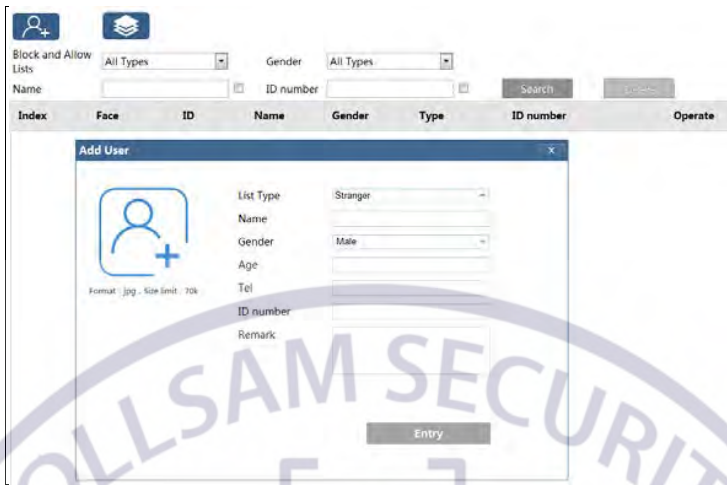 Block and Allow Lists
All Types
Gender
All Types
Name
ID number
Search
Index Face ID Name Gender Type ID number Operate
Add User x
List Type Stranger
Name
Gender Male
Age
Format : jpg , Size limit : 70k
Tel
ID number
Remark
Entry
OLLSAM SECURIT